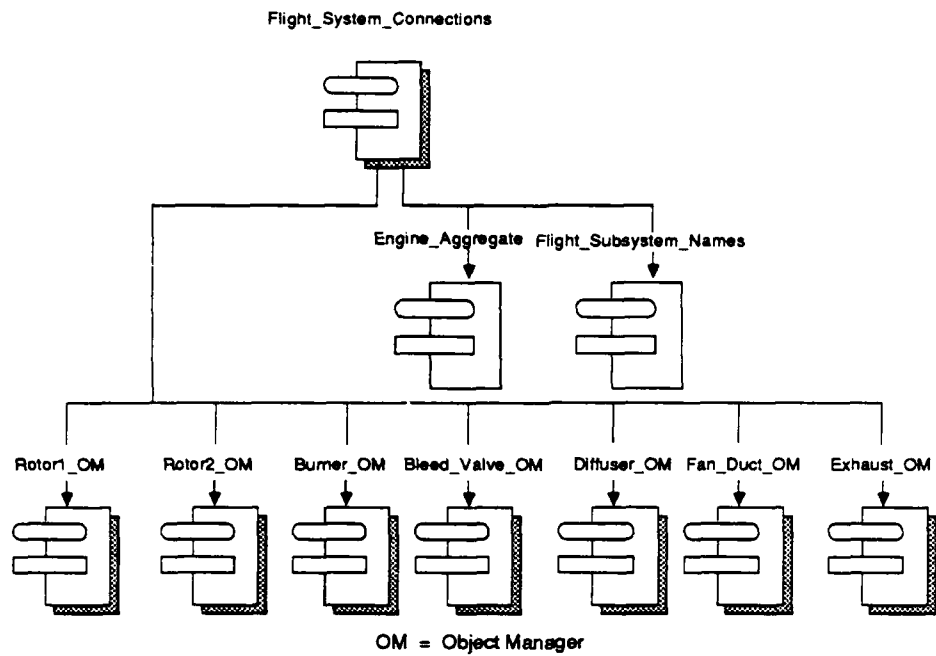 Flight_System_Connections
Engine_Aggregate Flight_Subsystem_Names
Rotor1_OM Rotor2_OM Burner_OM Bleed_Valve_OM Diffuser_OM Fan_Duct_OM Exhaust_OM
OM = Object Manager